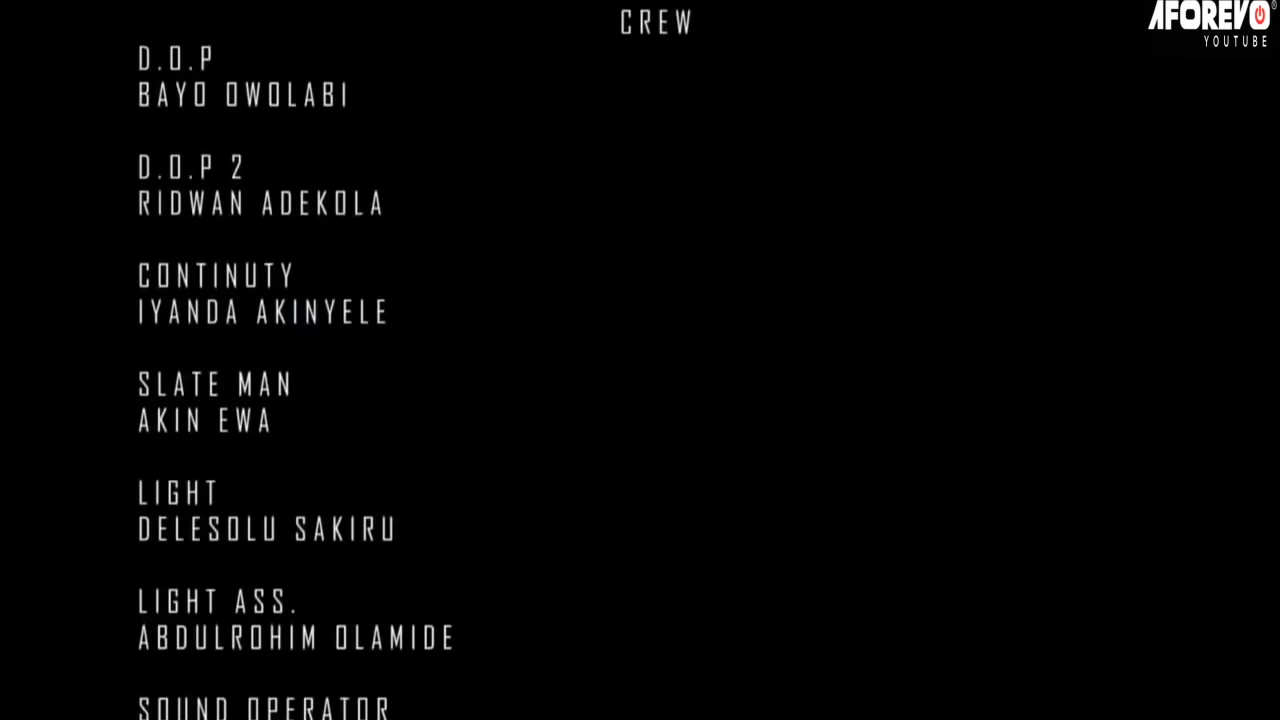 CREW
AFOREVO
YOUTUBE
D.O.P
BAYO OWOLABI
D.O.P 2
RIDWAN ADEKOLA
CONTINUTY
IYANDA AKINYELE
SLATE MAN
AKIN EWA
LIGHT
DELESOLU SAKIRU
LIGHT ASS.
ABDULROHIM OLAMIDE
SOUND OPERATOR